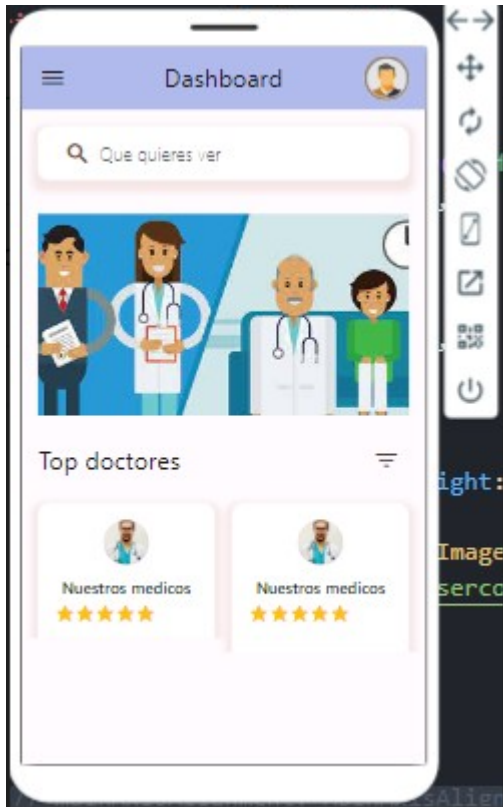 Dashboard
Que quieres ver
Top doctores
Nuestros medicos
Nuestros medicos
ight:
Image
serco